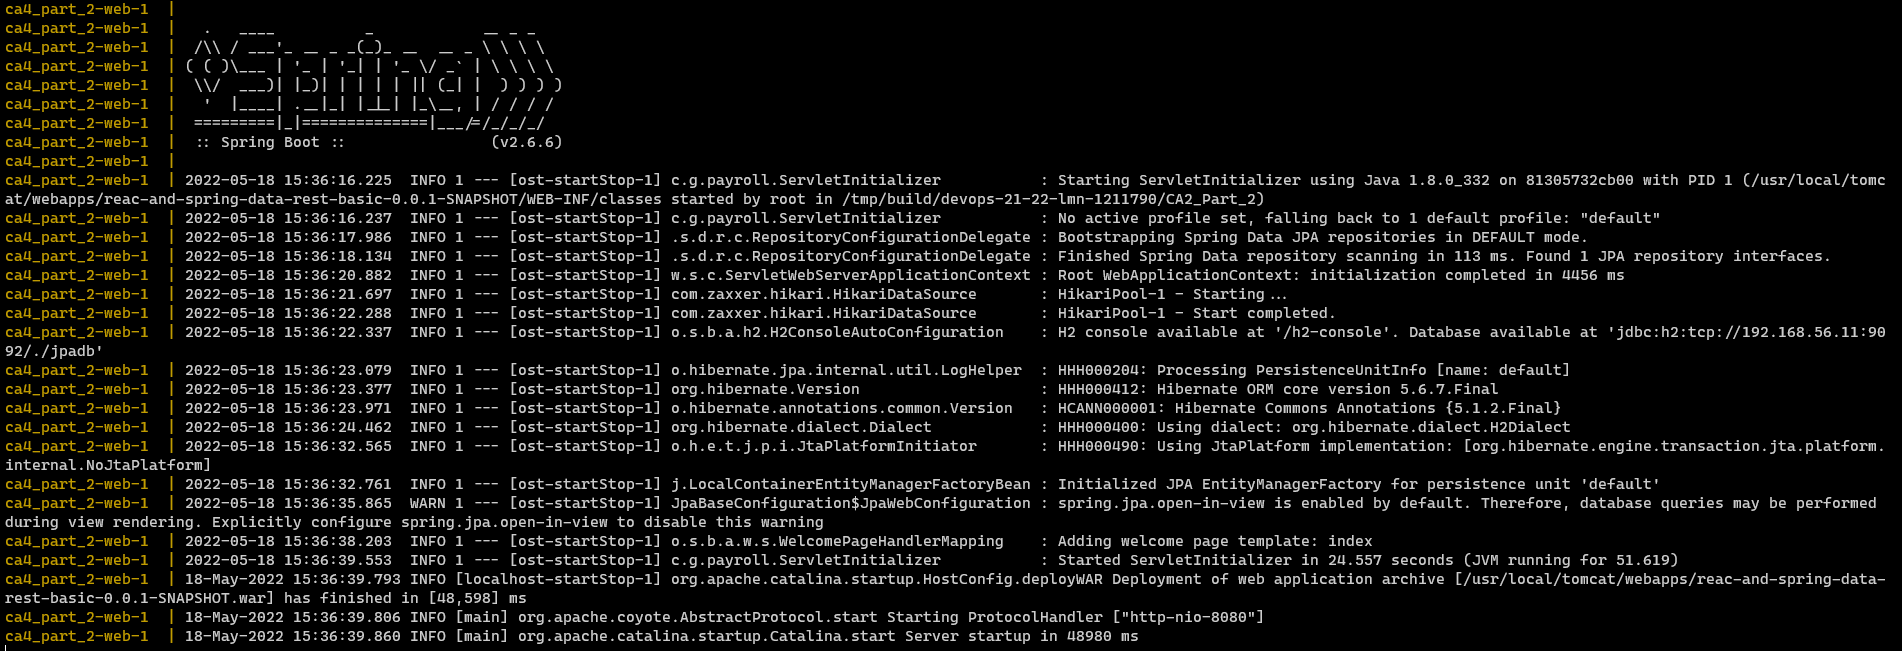 ca4_part_2-web-1  |
ca4_part_2-web-1  |   .   ____          _            __ _ _
ca4_part_2-web-1  |  /\\ / ___'_ __ _ _(_)_ __  __ _ \ \ \ \
ca4_part_2-web-1  | ( ( )\___ | '_ | '_| | '_ \/ _` | \ \ \ \
ca4_part_2-web-1  |  \\/  ___)| |_)| | | | | || (_| |  ) ) ) )
ca4_part_2-web-1  |   '  |____| .__|_| |_|_| |_\__, | / / / /
ca4_part_2-web-1  |  =========|_|==============|___/=/_/_/_/
ca4_part_2-web-1  |  :: Spring Boot ::                (v2.6.6)
ca4_part_2-web-1  |
ca4_part_2-web-1  | 2022-05-18 15:36:16.225  INFO 1 --- [ost-startStop-1] c.g.payroll.ServletInitializer           : Starting ServletInitializer using Java 1.8.0_332 on 81305732cb00 with PID 1 (/usr/local/tomc
at/webapps/reac-and-spring-data-rest-basic-0.0.1-SNAPSHOT/WEB-INF/classes started by root in /tmp/build/devops-21-22-lmn-1211790/CA2_Part_2)
ca4_part_2-web-1  | 2022-05-18 15:36:16.237  INFO 1 --- [ost-startStop-1] c.g.payroll.ServletInitializer           : No active profile set, falling back to 1 default profile: "default"
ca4_part_2-web-1  | 2022-05-18 15:36:17.986  INFO 1 --- [ost-startStop-1] .s.d.r.c.RepositoryConfigurationDelegate : Bootstrapping Spring Data JPA repositories in DEFAULT mode.
ca4_part_2-web-1  | 2022-05-18 15:36:18.134  INFO 1 --- [ost-startStop-1] .s.d.r.c.RepositoryConfigurationDelegate : Finished Spring Data repository scanning in 113 ms. Found 1 JPA repository interfaces.
ca4_part_2-web-1  | 2022-05-18 15:36:20.882  INFO 1 --- [ost-startStop-1] w.s.c.ServletWebServerApplicationContext : Root WebApplicationContext: initialization completed in 4456 ms
ca4_part_2-web-1  | 2022-05-18 15:36:21.697  INFO 1 --- [ost-startStop-1] com.zaxxer.hikari.HikariDataSource       : HikariPool-1 - Starting...
ca4_part_2-web-1  | 2022-05-18 15:36:22.288  INFO 1 --- [ost-startStop-1] com.zaxxer.hikari.HikariDataSource       : HikariPool-1 - Start completed.
ca4_part_2-web-1  | 2022-05-18 15:36:22.337  INFO 1 --- [ost-startStop-1] o.s.b.a.h2.H2ConsoleAutoConfiguration    : H2 console available at '/h2-console'. Database available at 'jdbc:h2:tcp://192.168.56.11:90
92/./jpadb'
ca4_part_2-web-1  | 2022-05-18 15:36:23.079  INFO 1 --- [ost-startStop-1] o.hibernate.jpa.internal.util.LogHelper  : HHH000204: Processing PersistenceUnitInfo [name: default]
ca4_part_2-web-1  | 2022-05-18 15:36:23.377  INFO 1 --- [ost-startStop-1] org.hibernate.Version                    : HHH000412: Hibernate ORM core version 5.6.7.Final
ca4_part_2-web-1  | 2022-05-18 15:36:23.971  INFO 1 --- [ost-startStop-1] o.hibernate.annotations.common.Version   : HCANN000001: Hibernate Commons Annotations {5.1.2.Final}
ca4_part_2-web-1  | 2022-05-18 15:36:24.462  INFO 1 --- [ost-startStop-1] org.hibernate.dialect.Dialect            : HHH000400: Using dialect: org.hibernate.dialect.H2Dialect
ca4_part_2-web-1  | 2022-05-18 15:36:32.565  INFO 1 --- [ost-startStop-1] o.h.e.t.j.p.i.JtaPlatformInitiator       : HHH000490: Using JtaPlatform implementation: [org.hibernate.engine.transaction.jta.platform.
internal.NoJtaPlatform]
ca4_part_2-web-1  | 2022-05-18 15:36:32.761  INFO 1 --- [ost-startStop-1] j.LocalContainerEntityManagerFactoryBean : Initialized JPA EntityManagerFactory for persistence unit 'default'
ca4_part_2-web-1  | 2022-05-18 15:36:35.865  WARN 1 --- [ost-startStop-1] JpaBaseConfiguration$JpaWebConfiguration : spring.jpa.open-in-view is enabled by default. Therefore, database queries may be performed
during view rendering. Explicitly configure spring.jpa.open-in-view to disable this warning
ca4_part_2-web-1  | 2022-05-18 15:36:38.203  INFO 1 --- [ost-startStop-1] o.s.b.a.w.s.WelcomePageHandlerMapping    : Adding welcome page template: index
ca4_part_2-web-1  | 2022-05-18 15:36:39.553  INFO 1 --- [ost-startStop-1] c.g.payroll.ServletInitializer           : Started ServletInitializer in 24.557 seconds (JVM running for 51.619)
ca4_part_2-web-1  | 18-May-2022 15:36:39.793 INFO [localhost-startStop-1] org.apache.catalina.startup.HostConfig.deployWAR Deployment of web application archive [/usr/local/tomcat/webapps/reac-and-spring-data-
rest-basic-0.0.1-SNAPSHOT.war] has finished in [48,598] ms
ca4_part_2-web-1  | 18-May-2022 15:36:39.806 INFO [main] org.apache.coyote.AbstractProtocol.start Starting ProtocolHandler ["http-nio-8080"]
ca4_part_2-web-1  | 18-May-2022 15:36:39.860 INFO [main] org.apache.catalina.startup.Catalina.start Server startup in 48980 ms